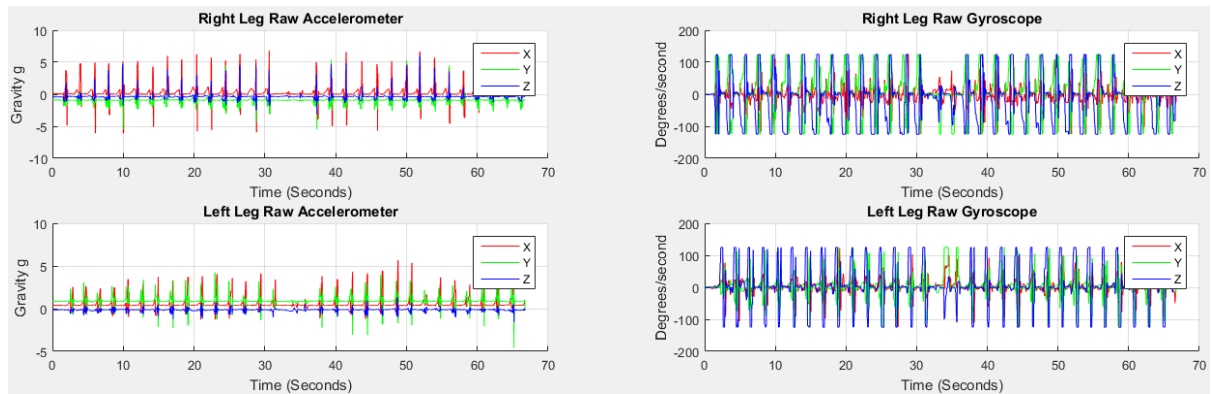 Right Leg Raw Accelerometer
10
5
0
-5
-10
Gravity g
X
Y
Z
0 10 20 30 40 50 60 70
Time (Seconds)
Right Leg Raw Gyroscope
200
100
0
-100
-200
Degrees/second
X
Y
Z
0 10 20 30 40 50 60 70
Time (Seconds)
Left Leg Raw Accelerometer
10
5
0
-5
Gravity g
X
Y
Z
0 10 20 30 40 50 60 70
Time (Seconds)
Left Leg Raw Gyroscope
200
100
0
-100
-200
Degrees/second
X
Y
Z
0 10 20 30 40 50 60 70
Time (Seconds)